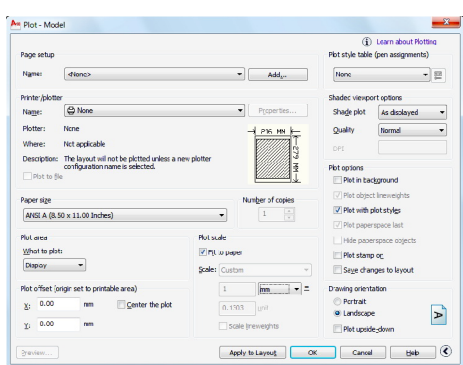 Plot - Model
Learn about Plotting
Page setup
Name: <None> Add...
Plot style table (pen assignments)
None
Printer/plotter
Name: None Properties...
Plotter: None
Where: Not applicable
Description: The layout will not be plotted unless a new plotter
configuration name is selected.
Plot to file
216 MM
279 MM
Shaded viewport options
Shade plot As displayed
Quality Normal
DPI
Paper size
ANSI A (8.50 x 11.00 Inches)
Number of copies
1
Plot options
Plot in background
Plot object lineweights
Plot with plot styles
Plot paperspace last
Hide paperspace objects
Plot stamp on
Save changes to layout
Plot area
What to plot:
Display
Plot scale
Fit to paper
Scale: Custom
1 mm =
unit
Scale lineweights
Plot offset (origin set to printable area)
X: 0.00 mm Center the plot
Y: 0.00 mm
Drawing orientation
Portrait
Landscape
A
Plot upside-down
Preview...
Apply to Layout OK Cancel Help